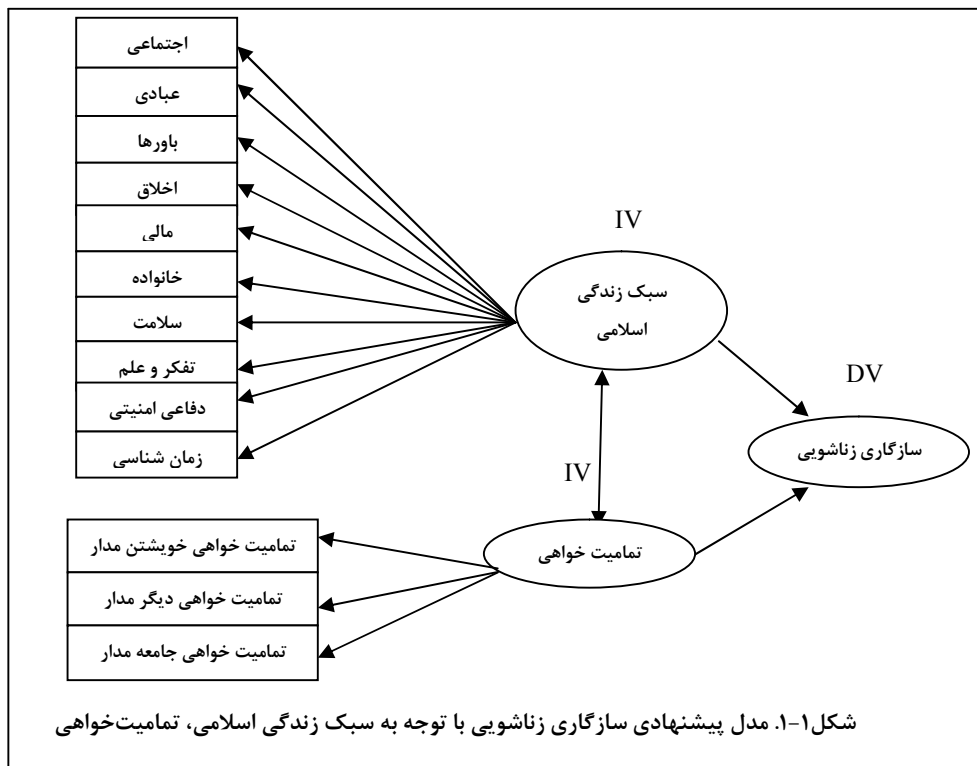 اجتماعی
عبادی
باورها
اخلاق
مالی
خانواده
سلامت
تفکر و علم
دفاعی امنیتی
زمان شناسی
IV
سبک زندگی
اسلامی
DV
سازگاری زناشویی
IV
تمامیت خواهی
تمامیت خواهی خویشتن مدار
تمامیت خواهی دیگر مدار
تمامیت خواهی جامعه مدار
شکل۱-۱. مدل پیشنهادی سازگاری زناشویی با توجه به سبک زندگی اسلامی، تمامیت‌خواهی